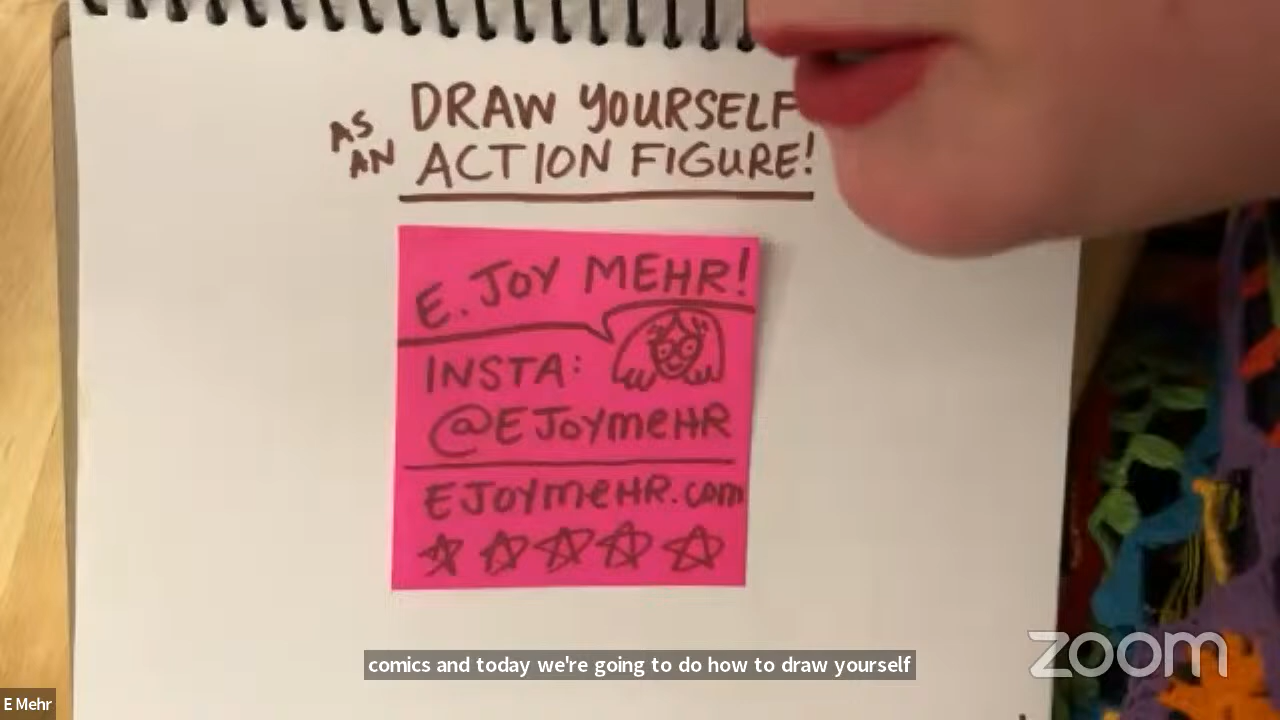 AS AN DRAW YOURSELF
ACTION FIGURE!
E. JOY MEHR!
INSTA:
@EJOYmeHR
EJOYmeHR.com
comics and today we're going to do how to draw yourself
zoom
E Mehr